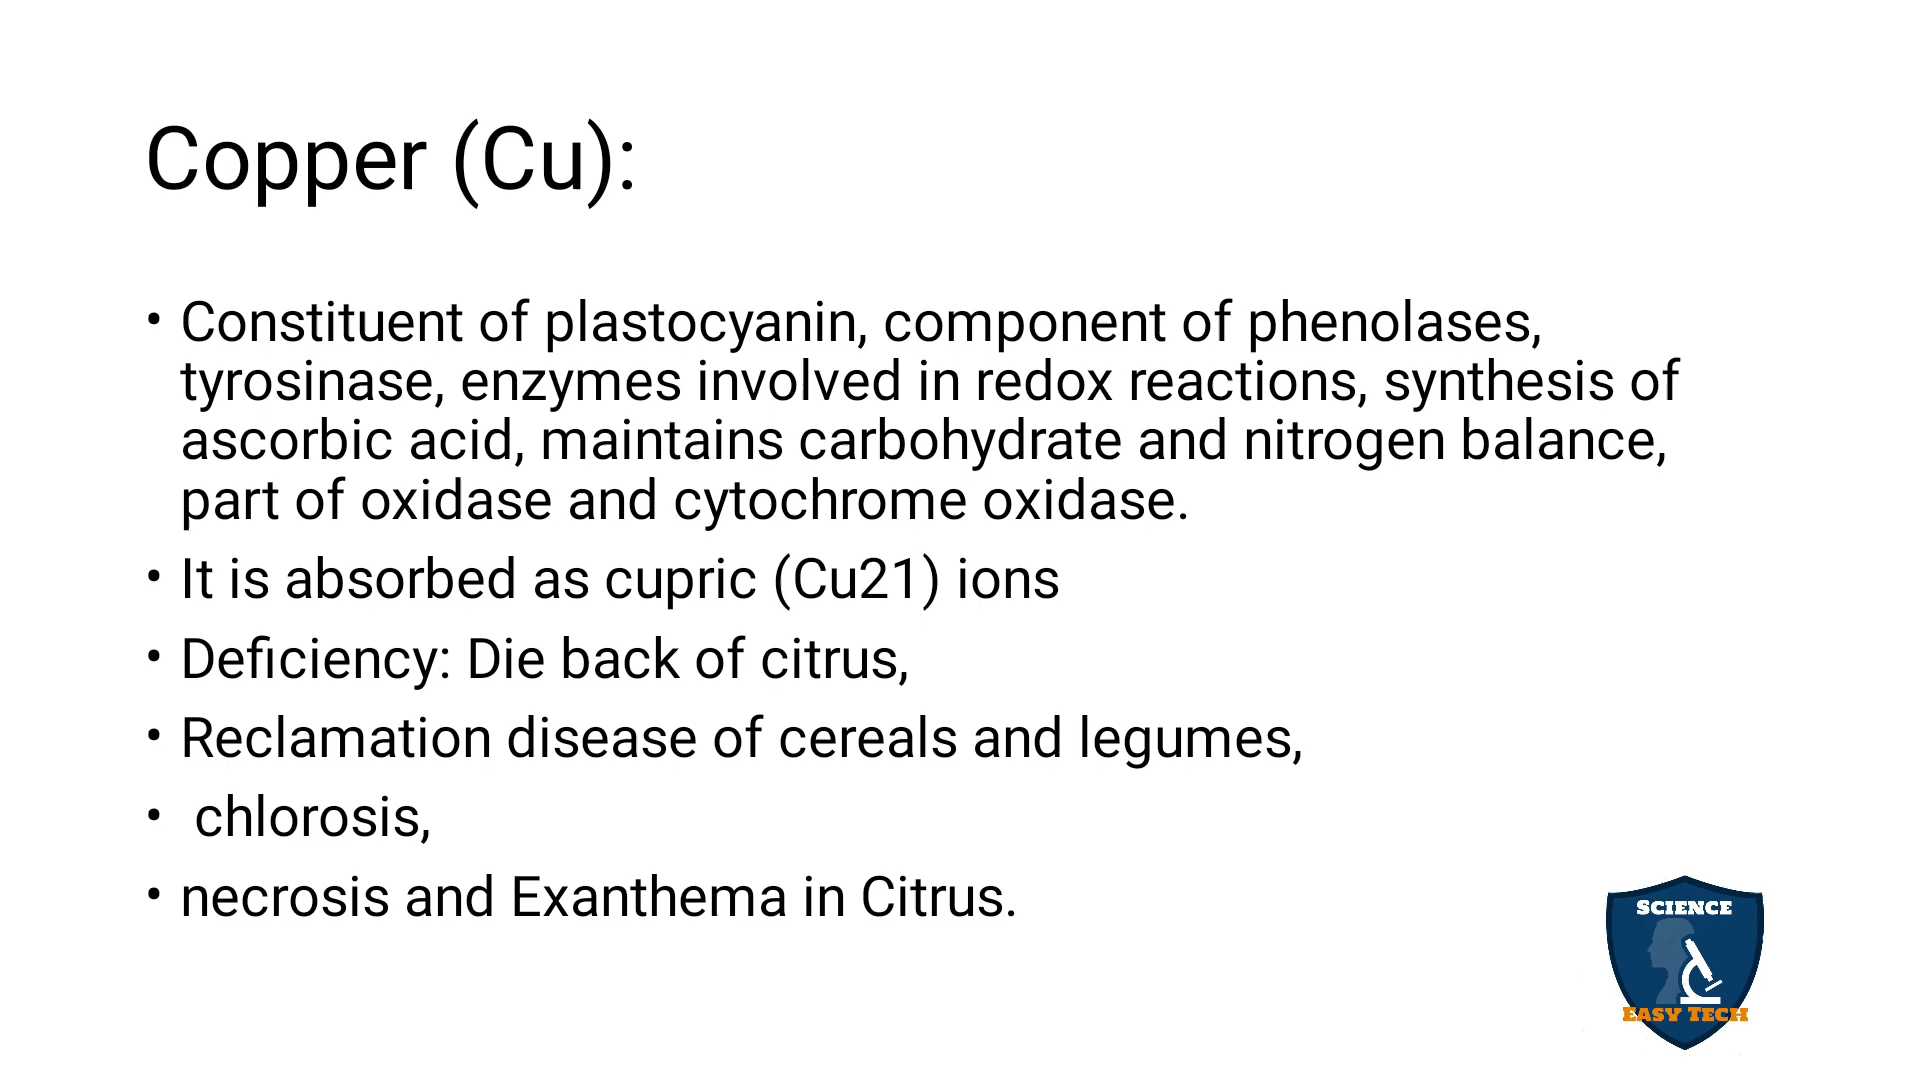 Copper (Cu):
• Constituent of plastocyanin, component of phenolases,
tyrosinase, enzymes involved in redox reactions, synthesis of
ascorbic acid, maintains carbohydrate and nitrogen balance,
part of oxidase and cytochrome oxidase.
• It is absorbed as cupric (Cu21) ions
• Deficiency: Die back of citrus,
• Reclamation disease of cereals and legumes,
• chlorosis,
• necrosis and Exanthema in Citrus.
SCIENCE
EASY TECH